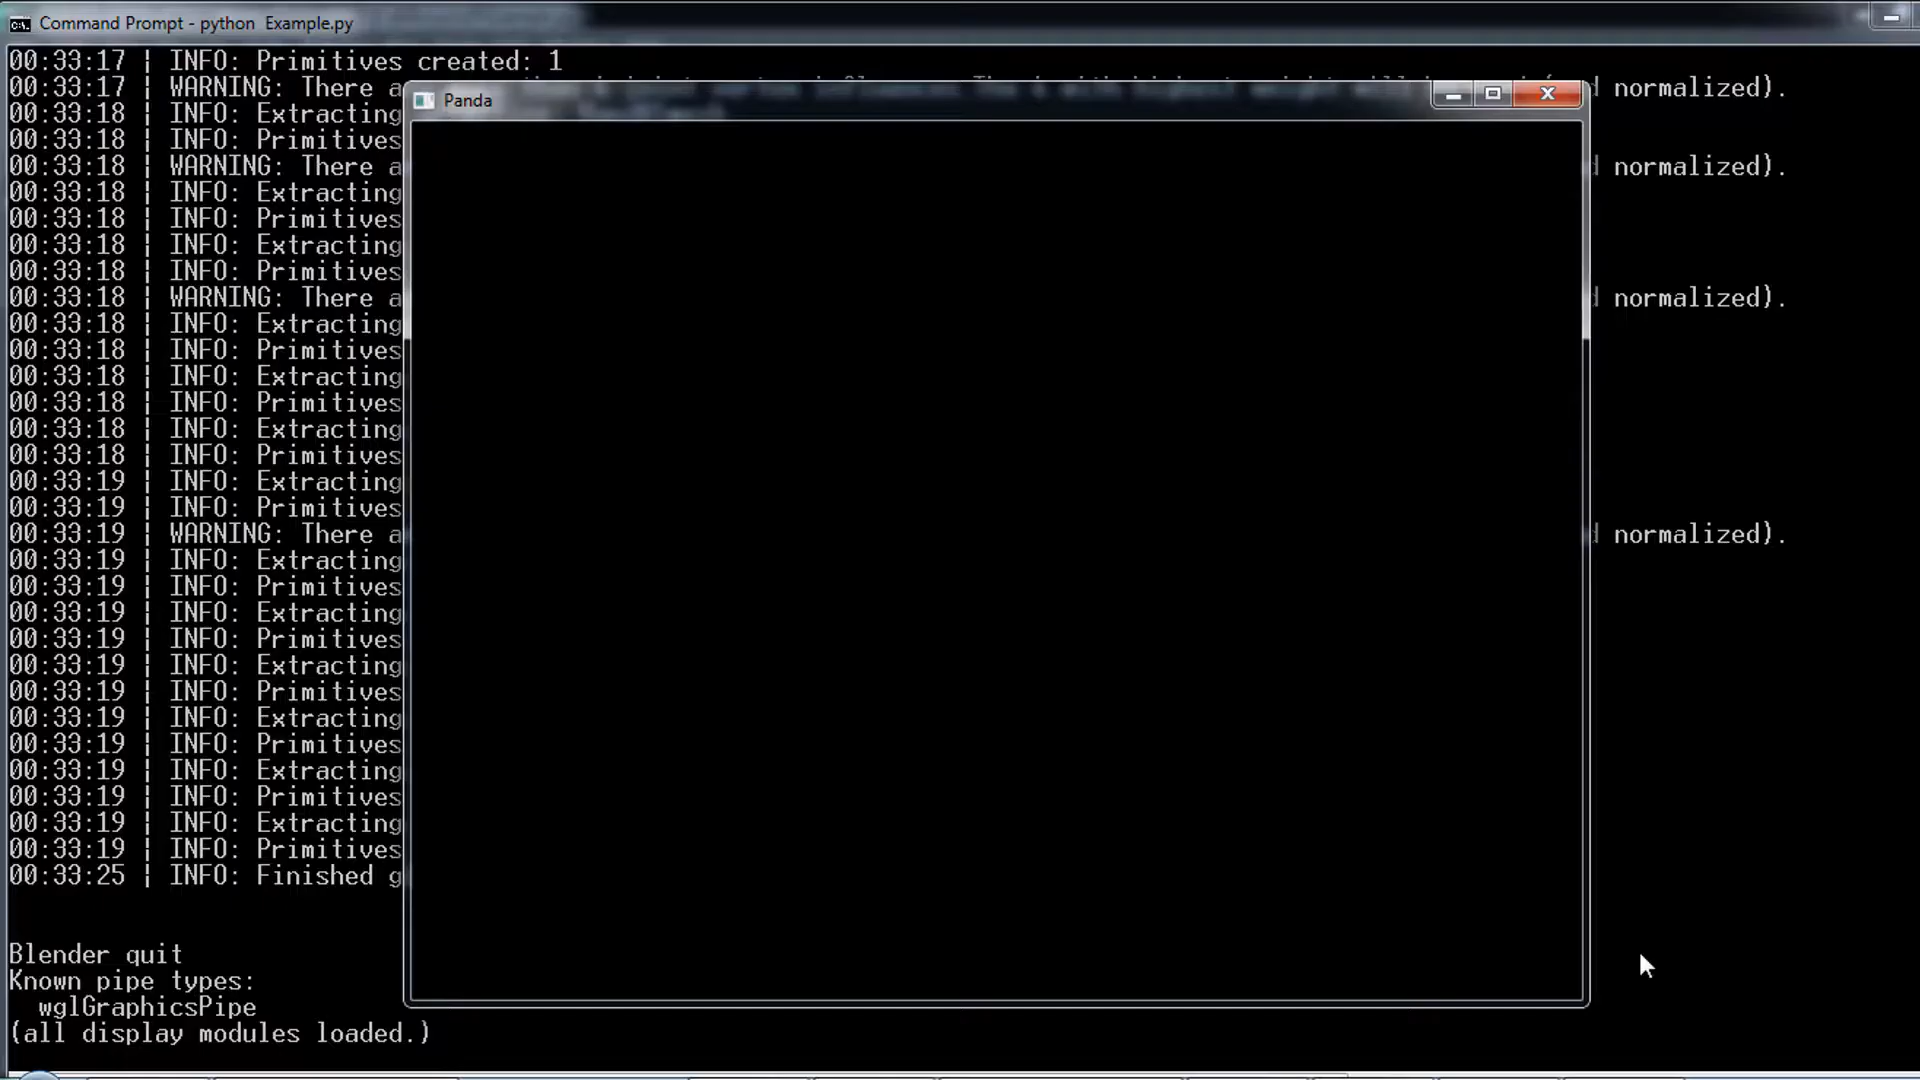 Command Prompt - python Example.py
00:33:17 | INFO: Primitives created: 1
00:33:17 | WARNING: There a normalized).
Panda
00:33:18 | INFO: Extracting
00:33:18 | INFO: Primitives
00:33:18 | WARNING: There a normalized).
00:33:18 | INFO: Extracting
00:33:18 | INFO: Primitives
00:33:18 | INFO: Extracting
00:33:18 | INFO: Primitives
00:33:18 | WARNING: There a normalized).
00:33:18 | INFO: Extracting
00:33:18 | INFO: Primitives
00:33:18 | INFO: Extracting
00:33:18 | INFO: Primitives
00:33:18 | INFO: Extracting
00:33:18 | INFO: Primitives
00:33:19 | INFO: Extracting
00:33:19 | INFO: Primitives
00:33:19 | WARNING: There a normalized).
00:33:19 | INFO: Extracting
00:33:19 | INFO: Primitives
00:33:19 | INFO: Extracting
00:33:19 | INFO: Primitives
00:33:19 | INFO: Extracting
00:33:19 | INFO: Primitives
00:33:19 | INFO: Extracting
00:33:19 | INFO: Primitives
00:33:19 | INFO: Extracting
00:33:19 | INFO: Primitives
00:33:19 | INFO: Extracting
00:33:19 | INFO: Primitives
00:33:25 | INFO: Finished g
Blender quit
Known pipe types:
wglGraphicsPipe
(all display modules loaded.)